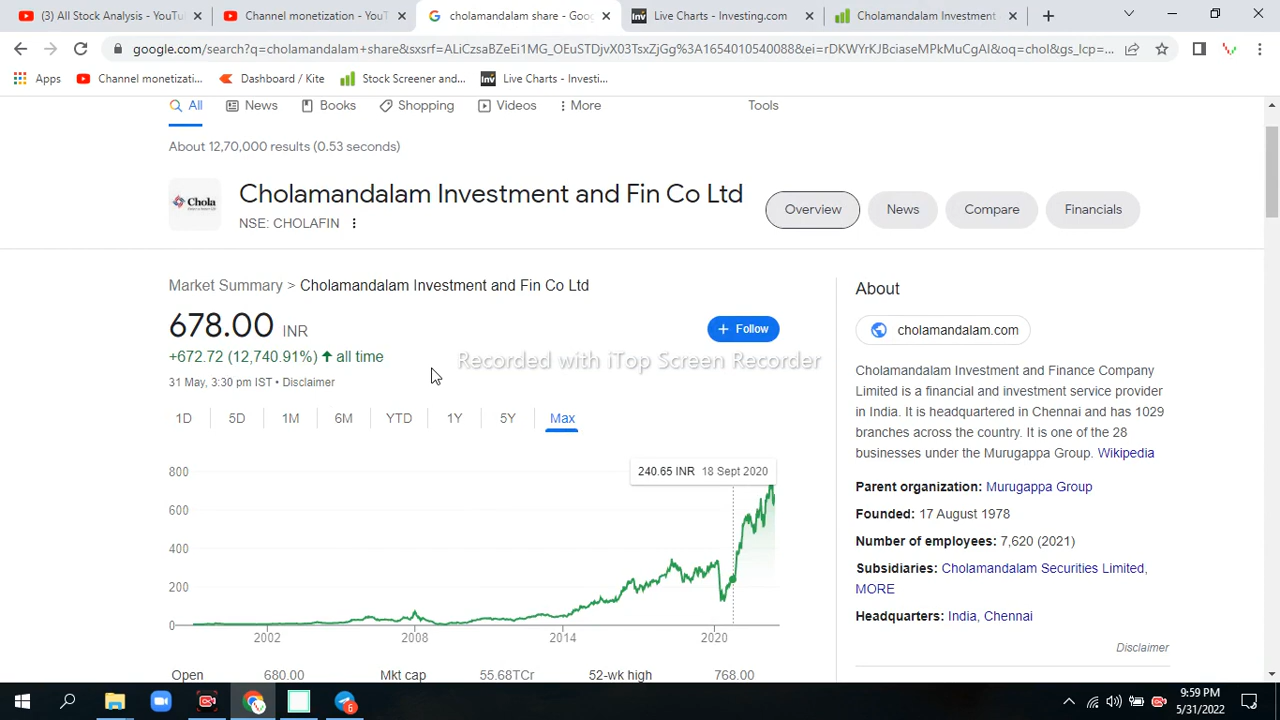 (3) All Stock Analysis - YouTu
Channel monetization - YouT
cholamandalam share - Goo
Live Charts - Investing.com
Cholamandalam Investment
google.com/search?q=cholamandalam+share&sxsrf=ALiCzsaBZeEi1MG_OEuSTDjvX03TsxZjGg%3A1654010540088&ei=rDKWYrKJBciaseMPkMuCgAI&oq=chol&gs_lcp=...
Apps
Channel monetizati...
Dashboard / Kite
Stock Screener and...
Live Charts - Investi...
All
News
Books
Shopping
Videos
More
Tools
About 12,70,000 results (0.53 seconds)
Chola
Cholamandalam Investment and Fin Co Ltd
NSE: CHOLAFIN
Overview
News
Compare
Financials
Market Summary > Cholamandalam Investment and Fin Co Ltd
678.00 INR
+ Follow
+672.72 (12,740.91%) ↑ all time
31 May, 3:30 pm IST • Disclaimer
Recorded with iTop Screen Recorder
1D
5D
1M
6M
YTD
1Y
5Y
Max
240.65 INR 18 Sept 2020
800
600
400
200
0
2002
2008
2014
2020
Open 680.00
Mkt cap 55.68TCr
52-wk high 768.00
About
cholamandalam.com
Cholamandalam Investment and Finance Company
Limited is a financial and investment service provider
in India. It is headquartered in Chennai and has 1029
branches across the country. It is one of the 28
businesses under the Murugappa Group. Wikipedia
Parent organization: Murugappa Group
Founded: 17 August 1978
Number of employees: 7,620 (2021)
Subsidiaries: Cholamandalam Securities Limited,
MORE
Headquarters: India, Chennai
Disclaimer
9:59 PM
5/31/2022